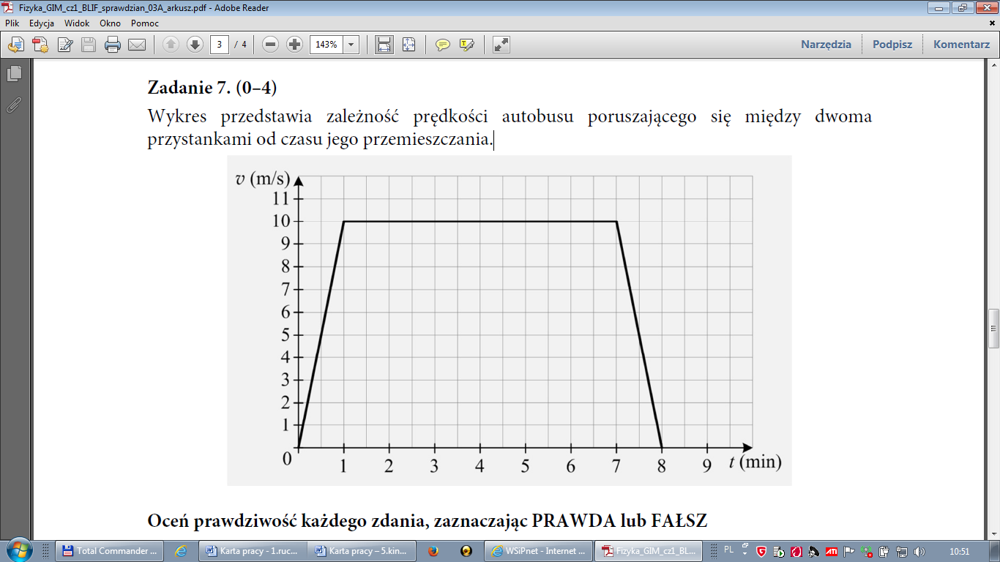 Fizyka_GIM_cz1_BLIF_sprawdzian_03A_arkusz.pdf - Adobe Reader
Plik Edycja Widok Okno Pomoc
3 / 4 143% Narzędzia Podpisz Komentarz
Zadanie 7. (0–4)
Wykres przedstawia zależność prędkości autobusu poruszającego się między dwoma
przystankami od czasu jego przemieszczania.
v (m/s)
11
10
9
8
7
6
5
4
3
2
1
0
1 2 3 4 5 6 7 8 9 t (min)
Oceń prawdziwość każdego zdania, zaznaczając PRAWDA lub FAŁSZ
Total Commander ... Karta pracy - 1.ruc... Karta pracy – 5.kin... WSiPnet - Internet ... Fizyka_GIM_cz1_BL... PL ATI 10:51